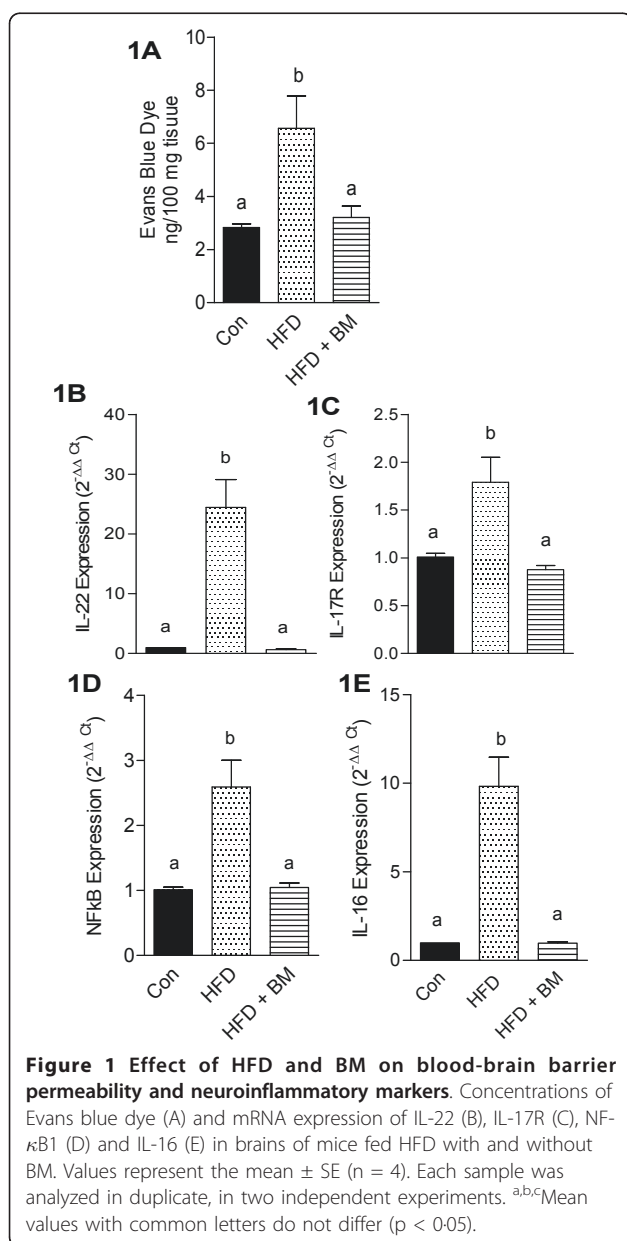 1A
Evans Blue Dye
ng/100 mg tisuue
8
6
4
2
0
a
b
a
Con
HFD
HFD + BM
1B
IL-22 Expression (2^-ΔΔ Ct)
40
30
20
10
0
a
b
a
1C
IL-17R Expression (2^-ΔΔ Ct)
2.5
2.0
1.5
1.0
0.5
0.0
a
b
a
1D
NFkB Expression (2^-ΔΔ Ct)
4
3
2
1
0
a
b
a
Con
HFD
HFD + BM
1E
IL-16 Expression (2^-ΔΔ Ct)
15
10
5
0
a
b
a
Con
HFD
HFD + BM
Figure 1 Effect of HFD and BM on blood-brain barrier
permeability and neuroinflammatory markers. Concentrations of
Evans blue dye (A) and mRNA expression of IL-22 (B), IL-17R (C), NF-
κB1 (D) and IL-16 (E) in brains of mice fed HFD with and without
BM. Values represent the mean ± SE (n = 4). Each sample was
analyzed in duplicate, in two independent experiments. a,b,cMean
values with common letters do not differ (p < 0·05).